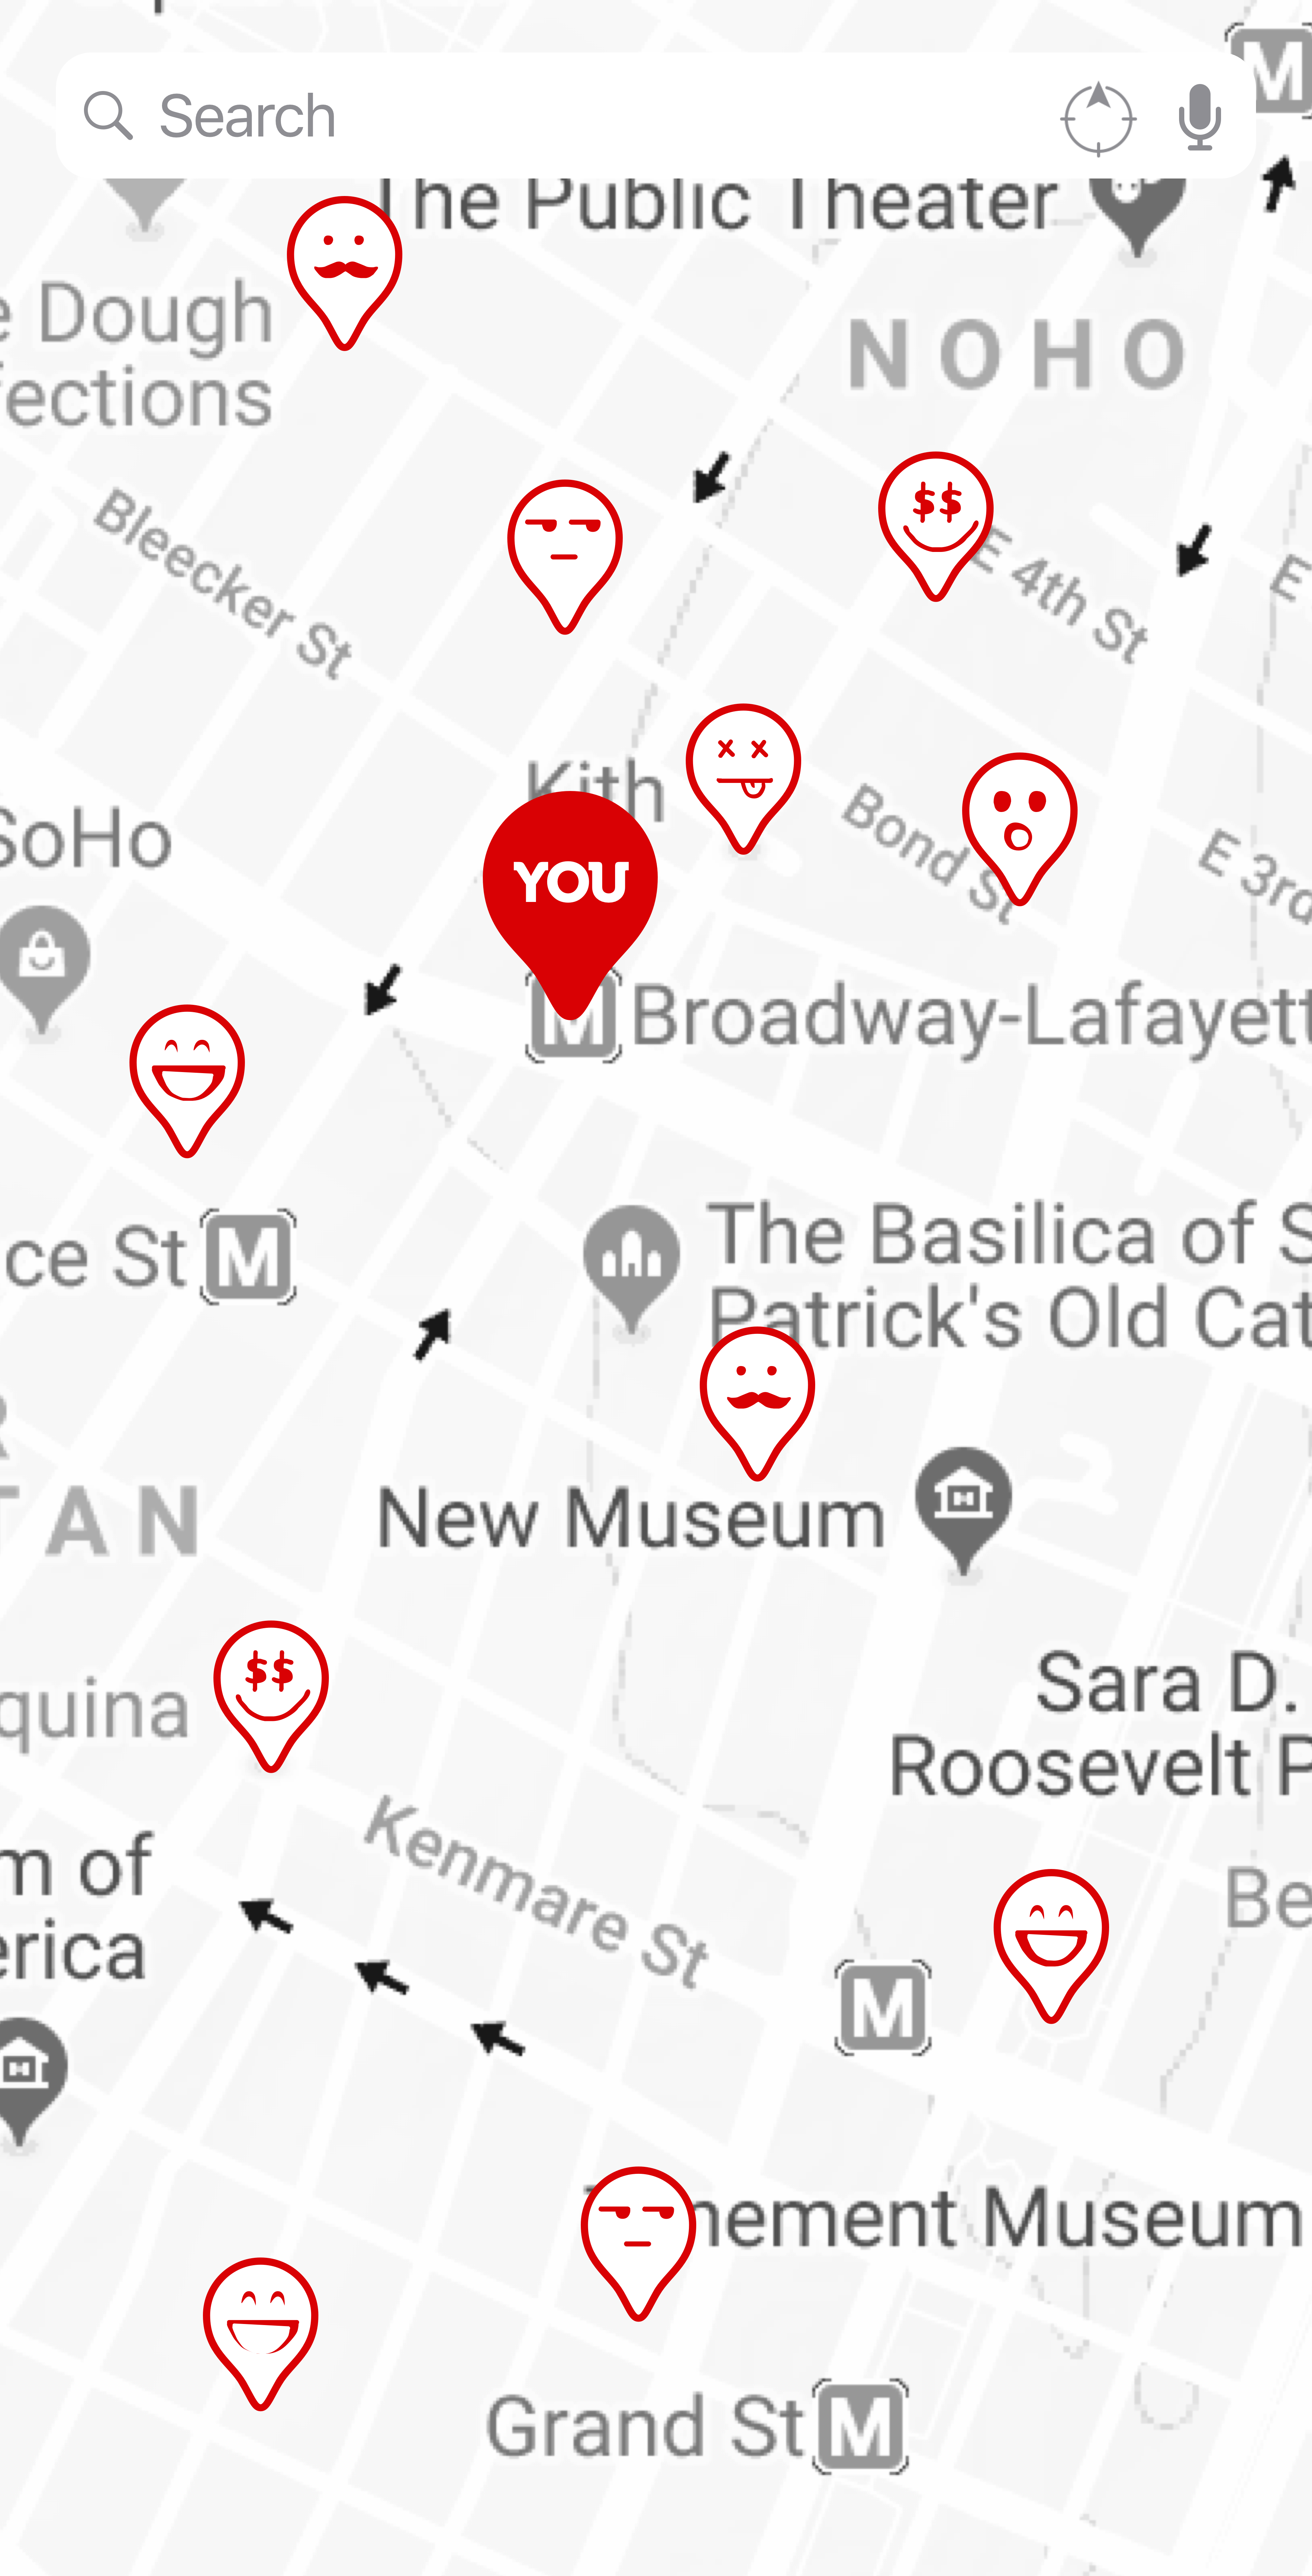 Search
M
The Public Theater
e Dough
fections
NOHO
$$
E 4th St
E
Bleecker St
Kith
Bond St
E 3rd
SoHo
YOU
M Broadway-Lafayett
ce St M
The Basilica of S
Patrick's Old Cat
TAN
New Museum
$$
quina
Sara D.
Roosevelt P
Kenmare St
m of
erica
Be
M
nement Museum
Grand St M